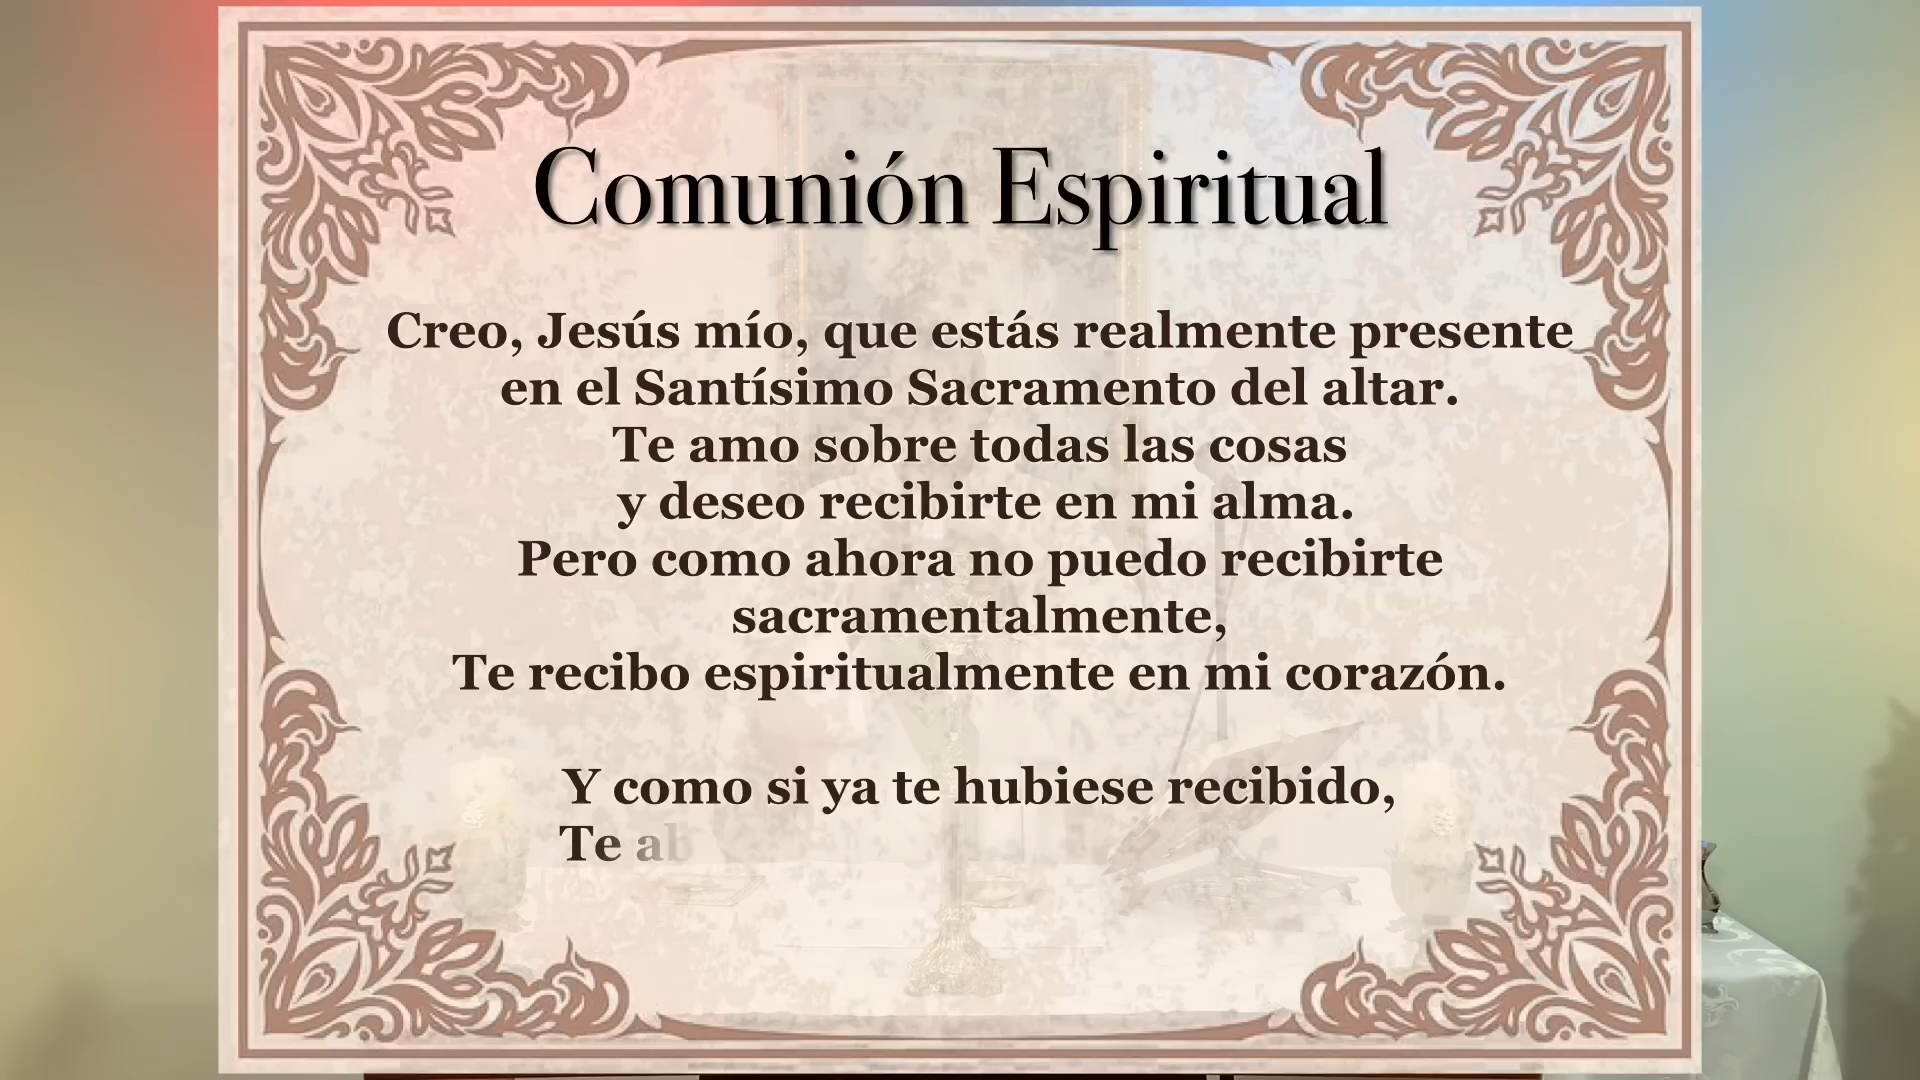 Comunión Espiritual
Creo, Jesús mío, que estás realmente presente
en el Santísimo Sacramento del altar.
Te amo sobre todas las cosas
y deseo recibirte en mi alma.
Pero como ahora no puedo recibirte
sacramentalmente,
Te recibo espiritualmente en mi corazón.
Y como si ya te hubiese recibido,
Te ab